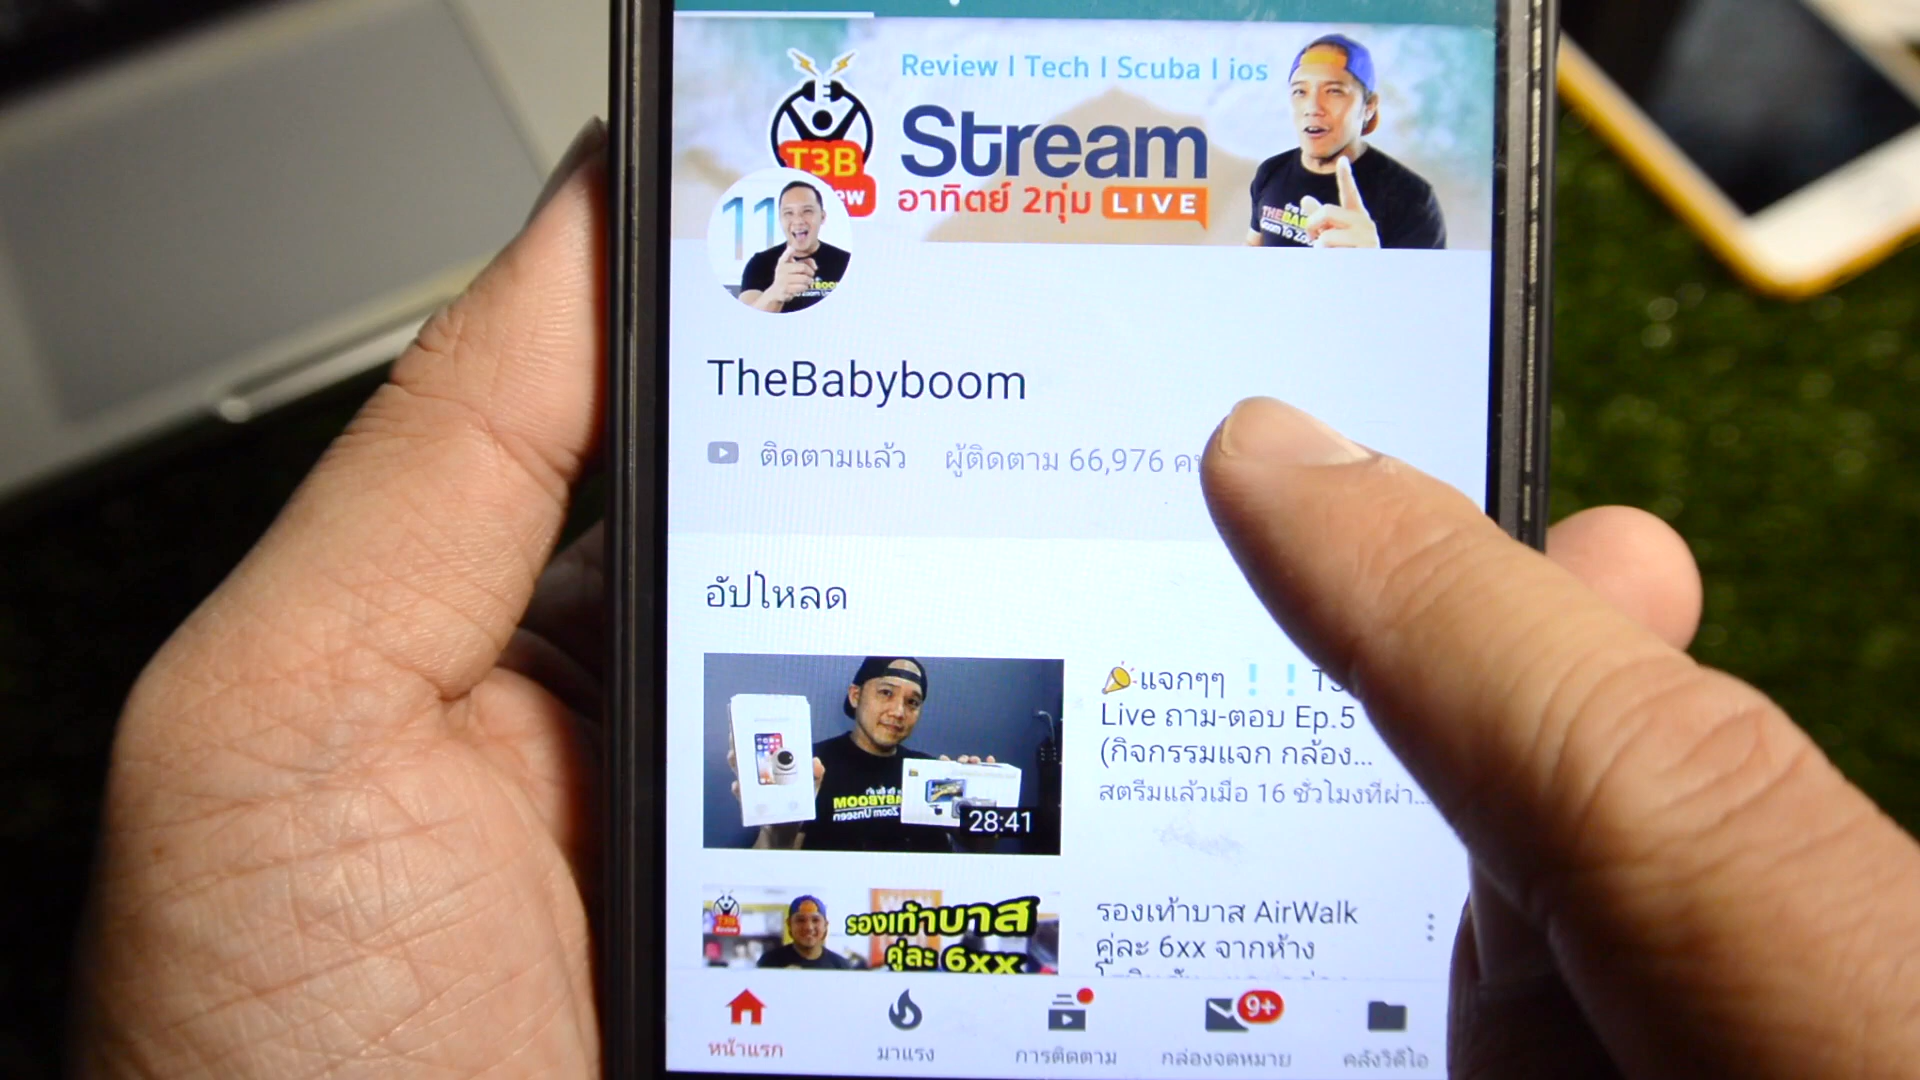 Review | Tech | Scuba | ios
Stream
อาทิตย์ 2ทุ่ม LIVE
T3B
11
TheBabyboom
ติดตามแล้ว ผู้ติดตาม 66,976
อัปโหลด
แจกๆๆ❕❕
Live ถาม-ตอบ Ep.5
(กิจกรรมแจก กล้อง...
สตรีมแล้วเมื่อ 16 ชั่วโมงที่ผ่า...
28:41
รองเท้าบาส
คู่ละ 6xx
รองเท้าบาส AirWalk
คู่ละ 6xx จากห้าง
9+
หน้าแรก มาแรง การติดตาม กล่องจดหมาย คลังวิดีโอ